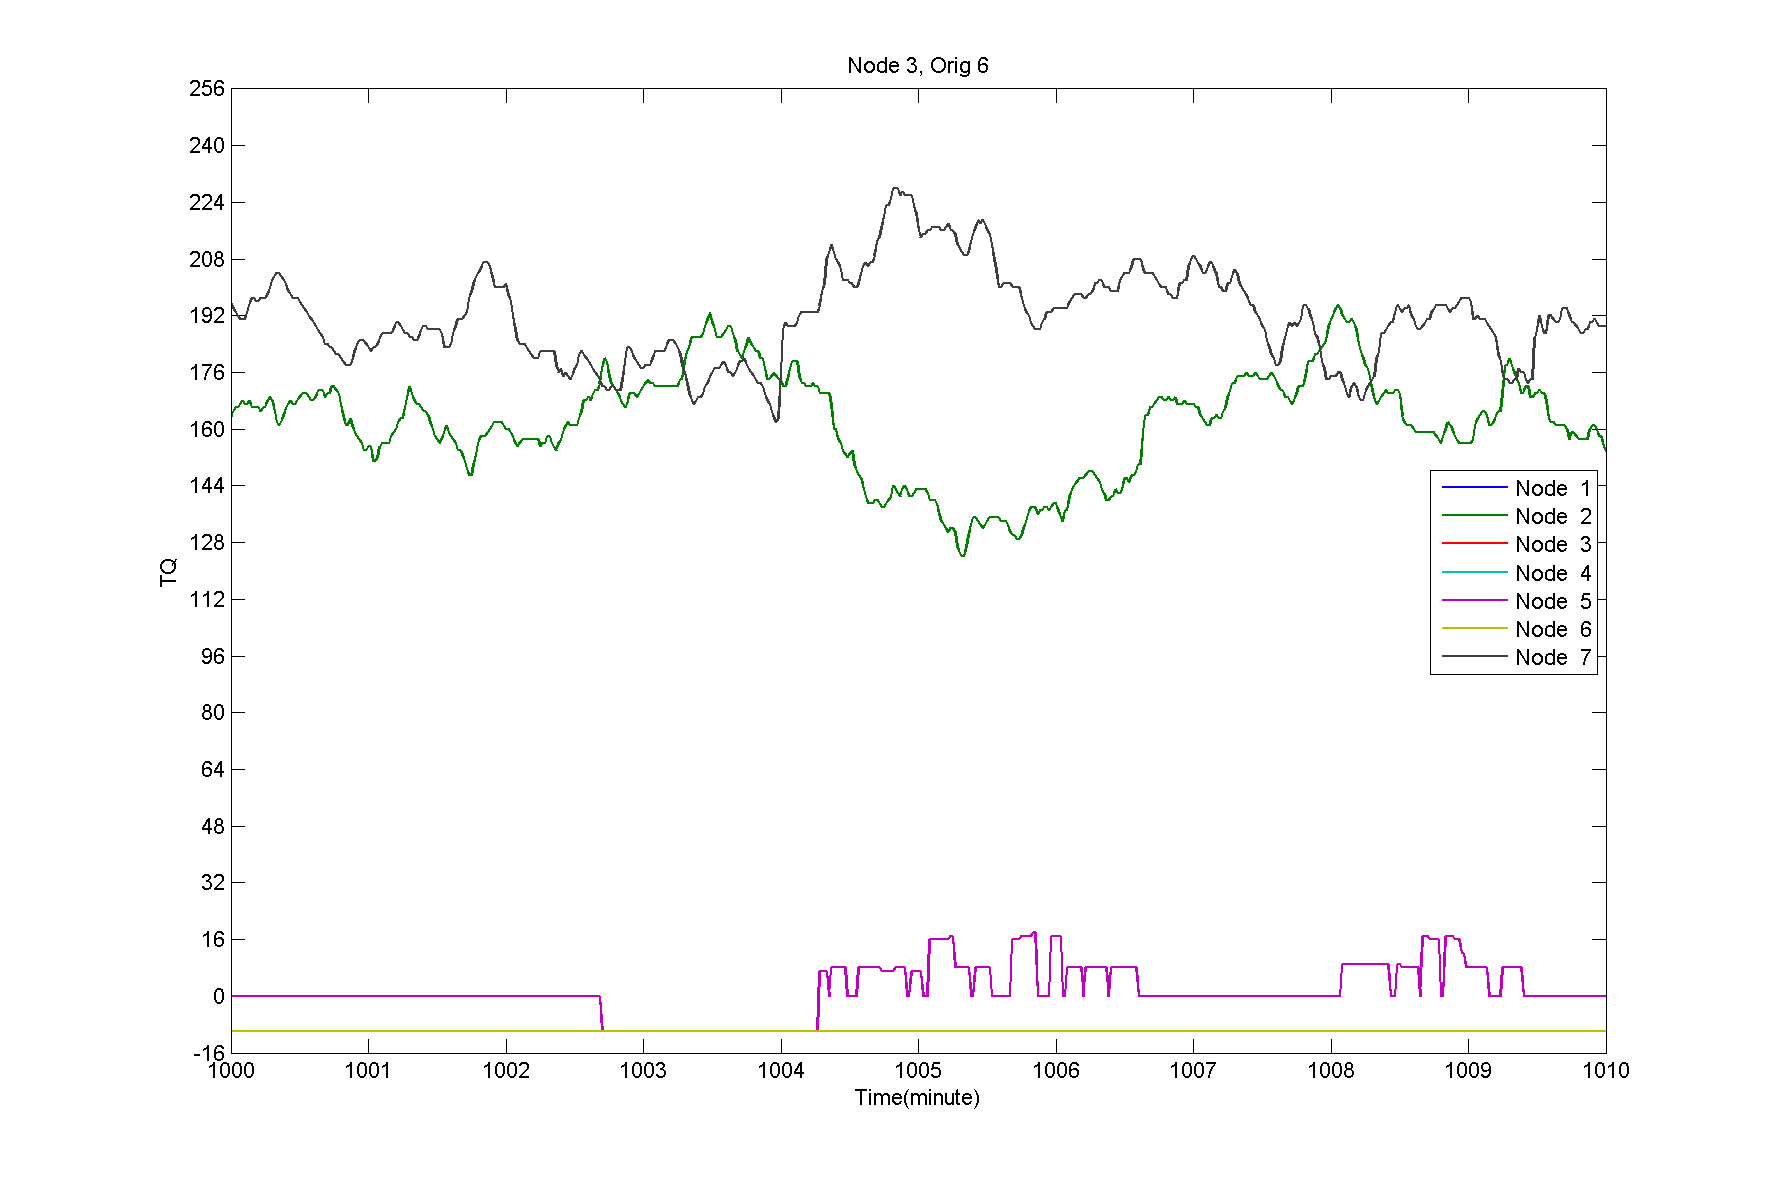 Node 3, Orig 6
256
240
224
208
192
176
160
144
128
112
96
80
64
48
32
16
0
-16
TQ
Node 1
Node 2
Node 3
Node 4
Node 5
Node 6
Node 7
1000 1001 1002 1003 1004 1005 1006 1007 1008 1009 1010
Time(minute)